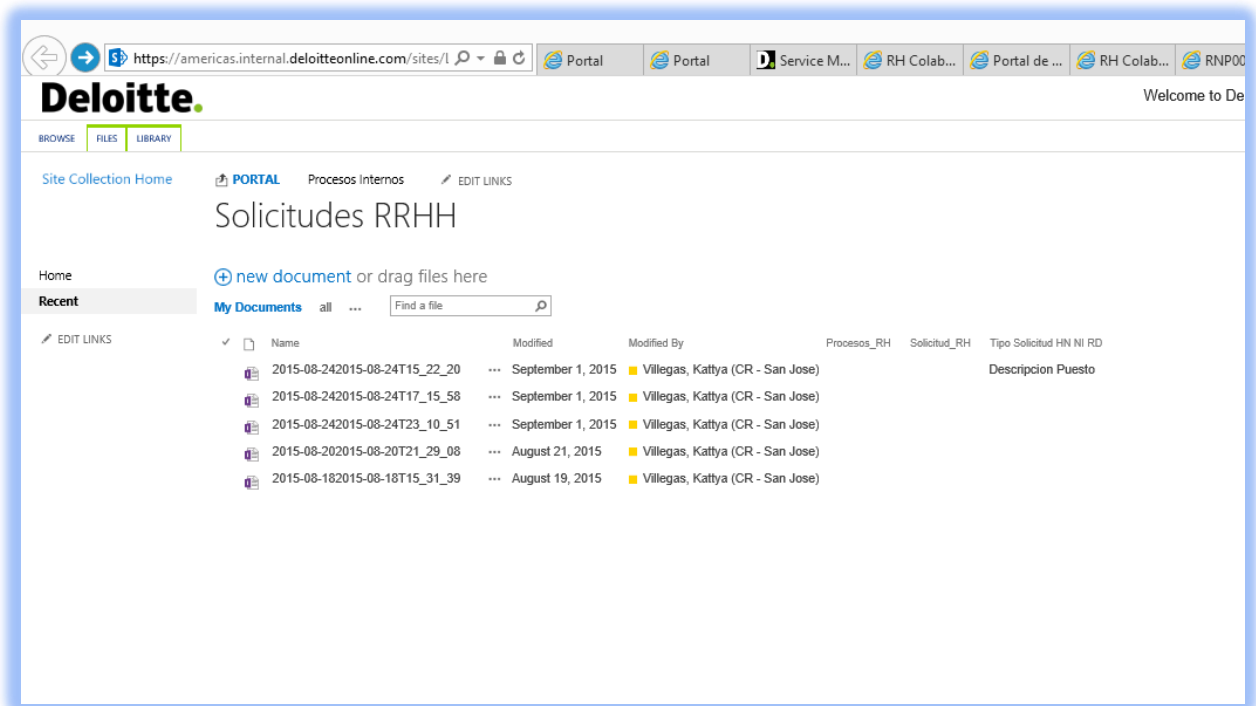 https://americas.internal.deloitteonline.com/sites/l
Portal
Portal
Service M...
RH Colab...
Portal de ...
RH Colab...
RNP00
Deloitte.
Welcome to De
BROWSE FILES LIBRARY
Site Collection Home
PORTAL Procesos Internos EDIT LINKS
Solicitudes RRHH
Home
Recent
EDIT LINKS
new document or drag files here
My Documents all ... Find a file
Name Modified Modified By Procesos_RH Solicitud_RH Tipo Solicitud HN NI RD
2015-08-242015-08-24T15_22_20 ... September 1, 2015 Villegas, Kattya (CR - San Jose) Descripcion Puesto
2015-08-242015-08-24T17_15_58 ... September 1, 2015 Villegas, Kattya (CR - San Jose)
2015-08-242015-08-24T23_10_51 ... September 1, 2015 Villegas, Kattya (CR - San Jose)
2015-08-202015-08-20T21_29_08 ... August 21, 2015 Villegas, Kattya (CR - San Jose)
2015-08-182015-08-18T15_31_39 ... August 19, 2015 Villegas, Kattya (CR - San Jose)